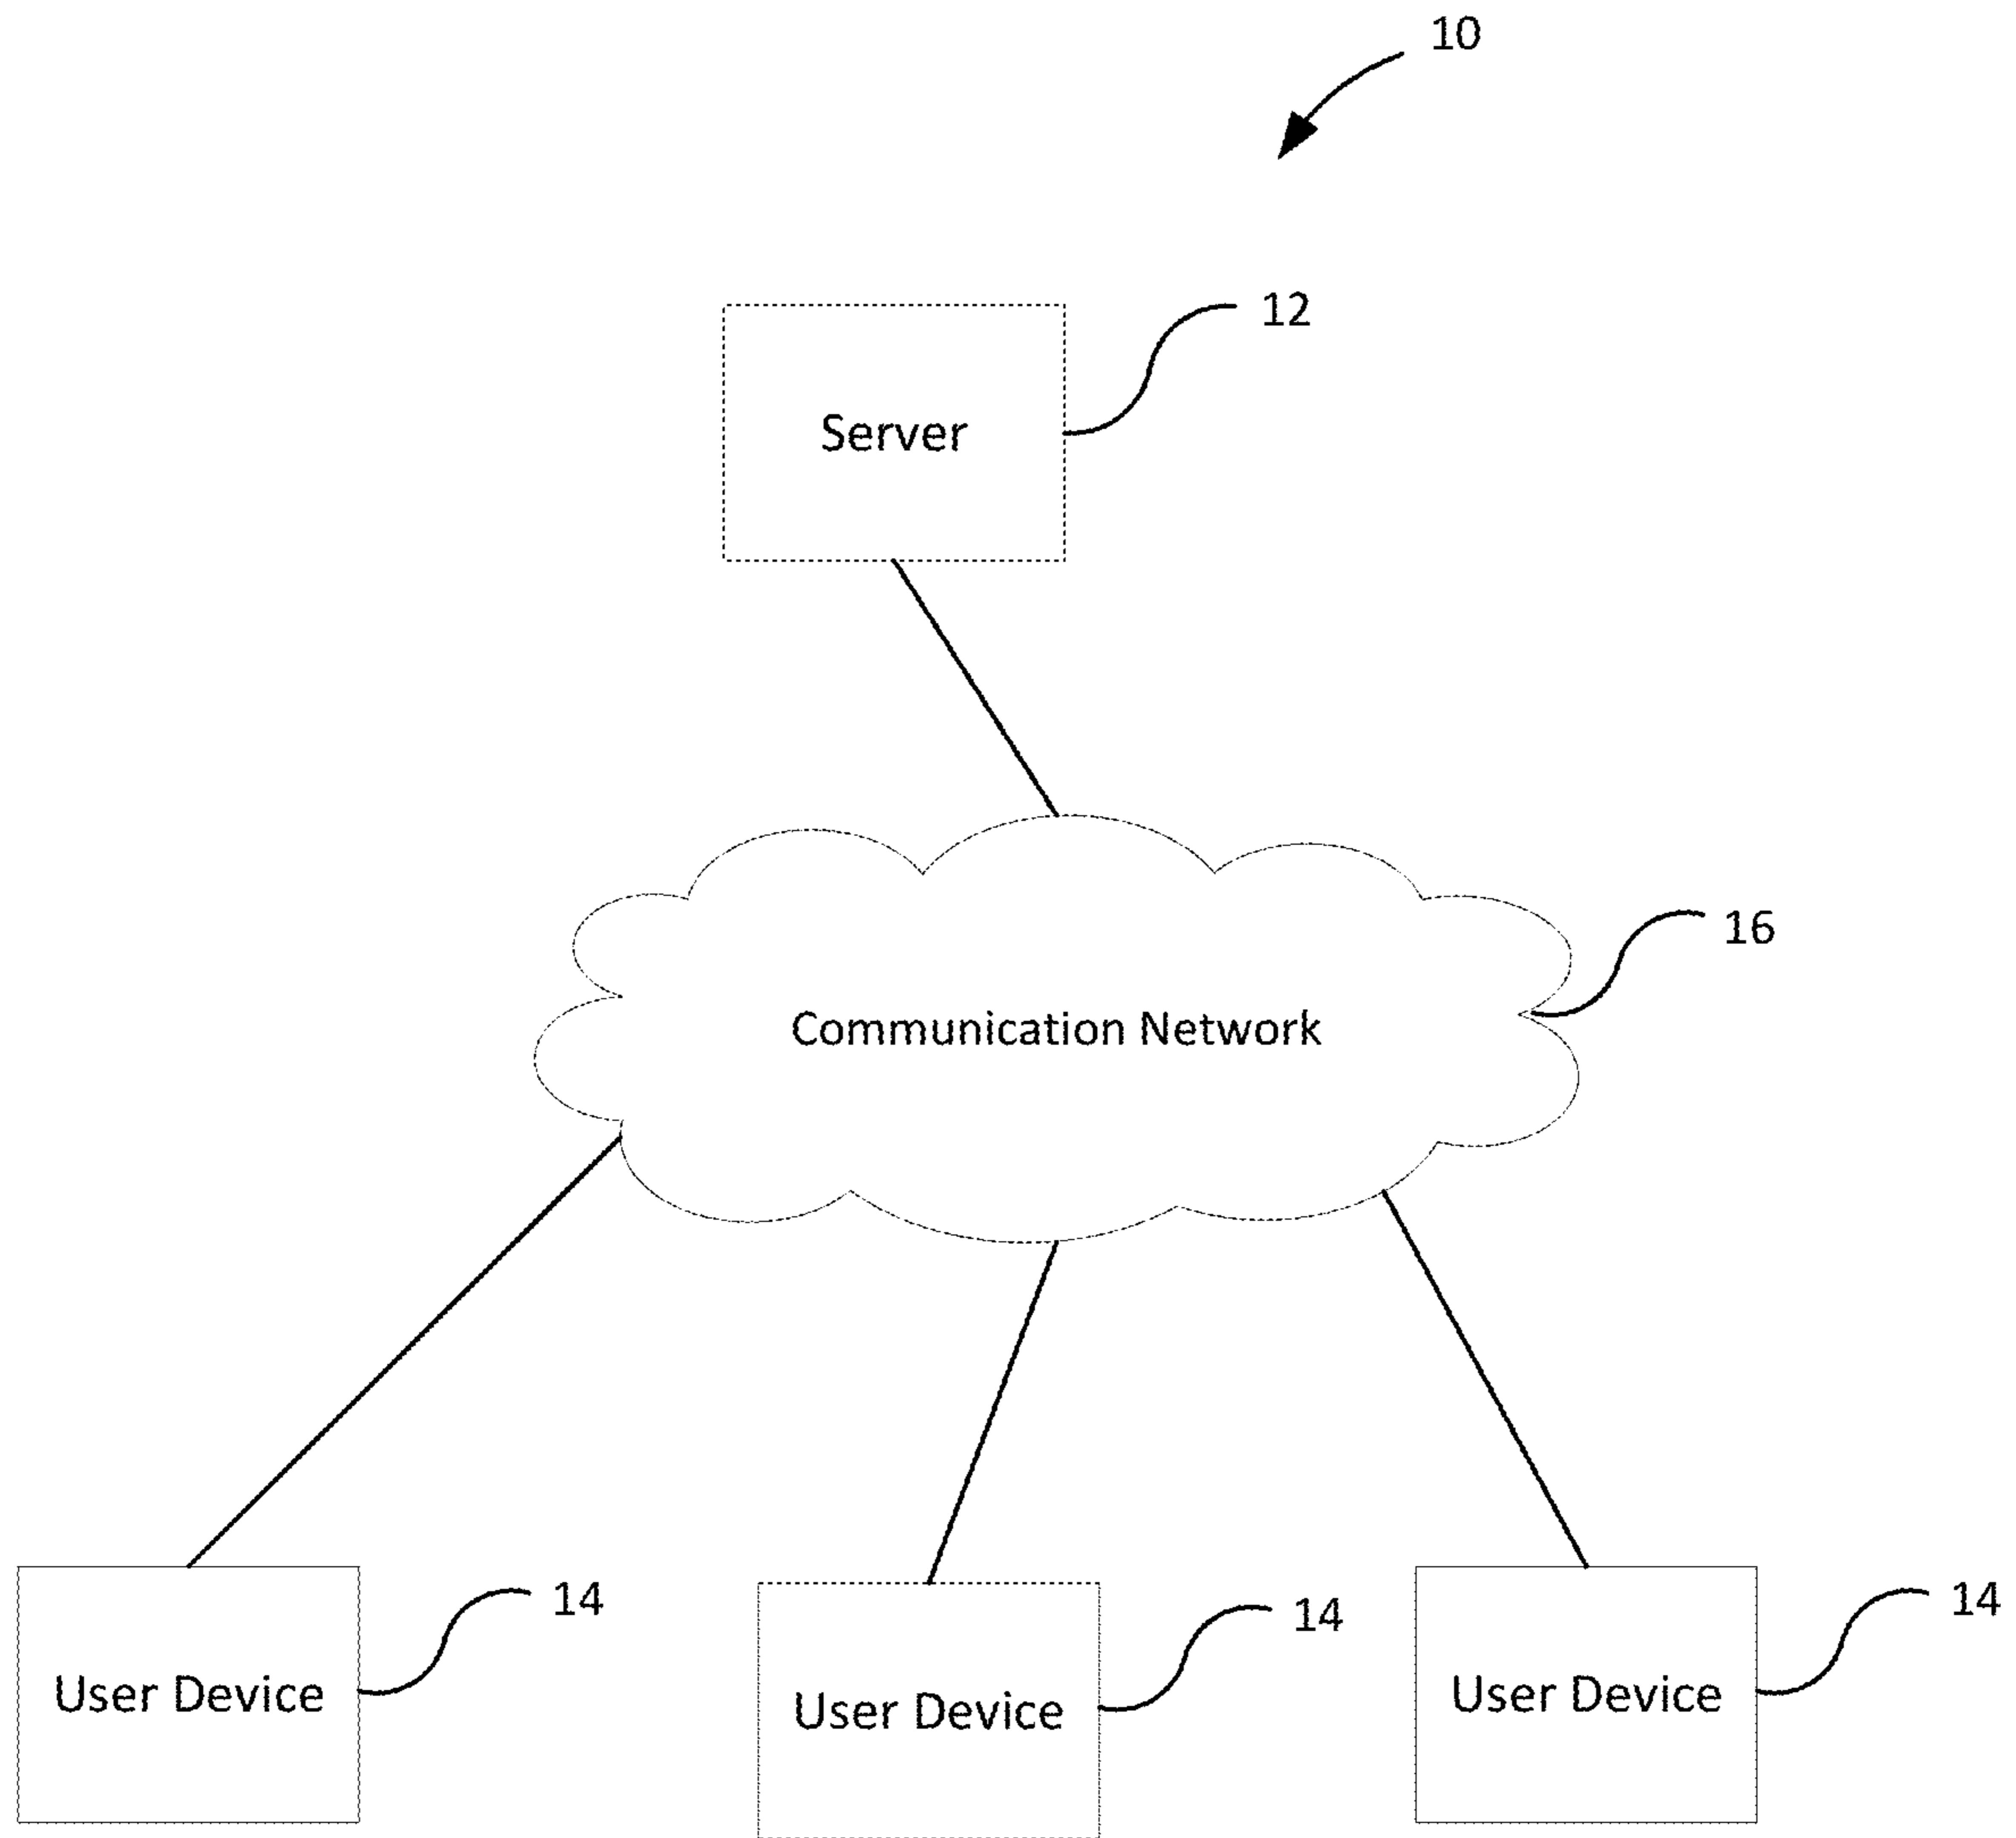 10
12
Server
16
Communication Network
14
14
14
User Device
User Device
User Device